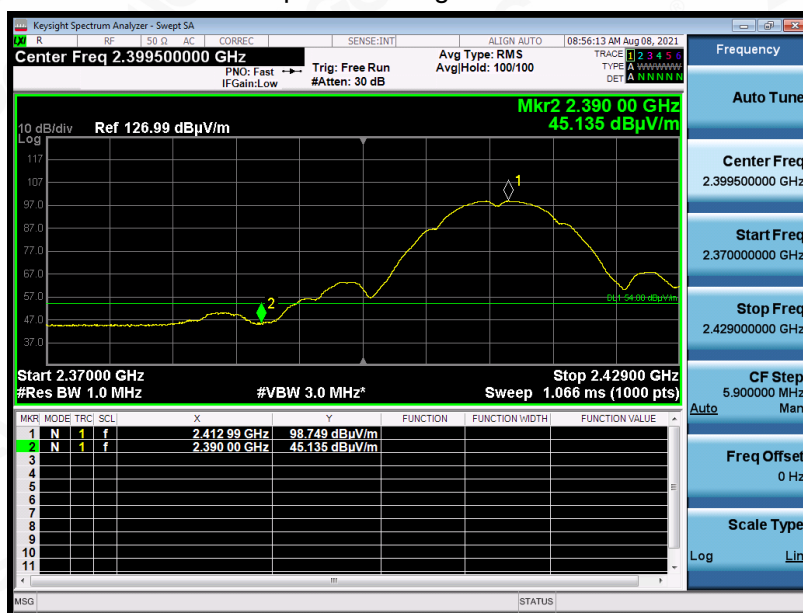 Keysight Spectrum Analyzer - Swept SA
LXI R RF 50 Ω AC CORREC SENSE:INT ALIGN AUTO 08:56:13 AM Aug 08, 2021
Center Freq 2.399500000 GHz
PNO: Fast
IFGain:Low
Trig: Free Run
#Atten: 30 dB
Avg Type: RMS
Avg|Hold: 100/100
TRACE 1 2 3 4 5 6
TYPE A WWWWW
DET A N N N N N
Mkr2 2.390 00 GHz
45.135 dBµV/m
10 dB/div Ref 126.99 dBµV/m
Log
117
107
97.0
87.0
77.0
67.0
57.0
47.0
37.0
1
2
DL1 54.00 dBµV/m
Start 2.37000 GHz Stop 2.42900 GHz
#Res BW 1.0 MHz #VBW 3.0 MHz* Sweep 1.066 ms (1000 pts)
MKR MODE TRC SCL X Y FUNCTION FUNCTION WIDTH FUNCTION VALUE
1 N 1 f 2.412 99 GHz 98.749 dBµV/m
2 N 1 f 2.390 00 GHz 45.135 dBµV/m
3
4
5
6
7
8
9
10
11
MSG STATUS
Frequency
Auto Tune
Center Freq
2.399500000 GHz
Start Freq
2.370000000 GHz
Stop Freq
2.429000000 GHz
CF Step
5.900000 MHz
Auto Man
Freq Offset
0 Hz
Scale Type
Log Lin